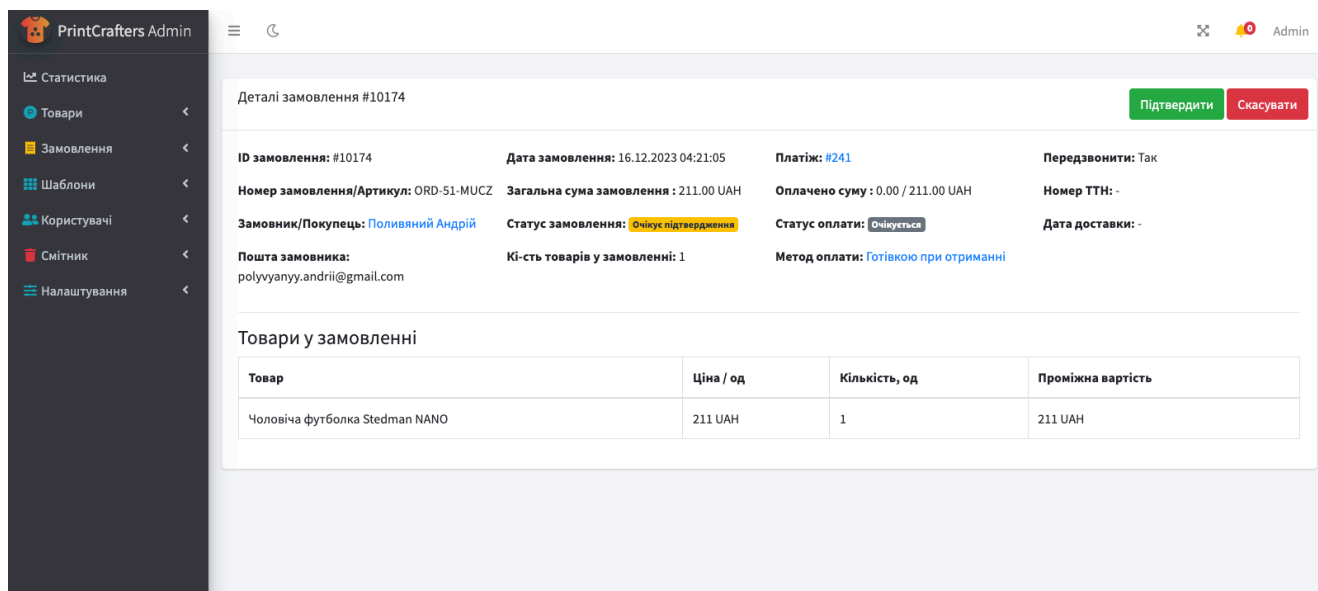 PrintCrafters Admin
0
Admin
Статистика
Товари
Замовлення
Шаблони
Користувачі
Смітник
Налаштування
Деталі замовлення #10174
Підтвердити
Скасувати
ID замовлення: #10174
Дата замовлення: 16.12.2023 04:21:05
Платіж: #241
Передзвонити: Так
Номер замовлення/Артикул: ORD-51-MUCZ
Загальна сума замовлення : 211.00 UAH
Оплачено суму : 0.00 / 211.00 UAH
Номер ТТН: -
Замовник/Покупець: Поливяний Андрій
Статус замовлення: Очікує підтвердження
Статус оплати: Очікується
Дата доставки: -
Пошта замовника:
polyvyanyy.andrii@gmail.com
Кі-сть товарів у замовленні: 1
Метод оплати: Готівкою при отриманні
Товари у замовленні
Товар
Ціна / од
Кількість, од
Проміжна вартість
Чоловіча футболка Stedman NANO
211 UAH
1
211 UAH